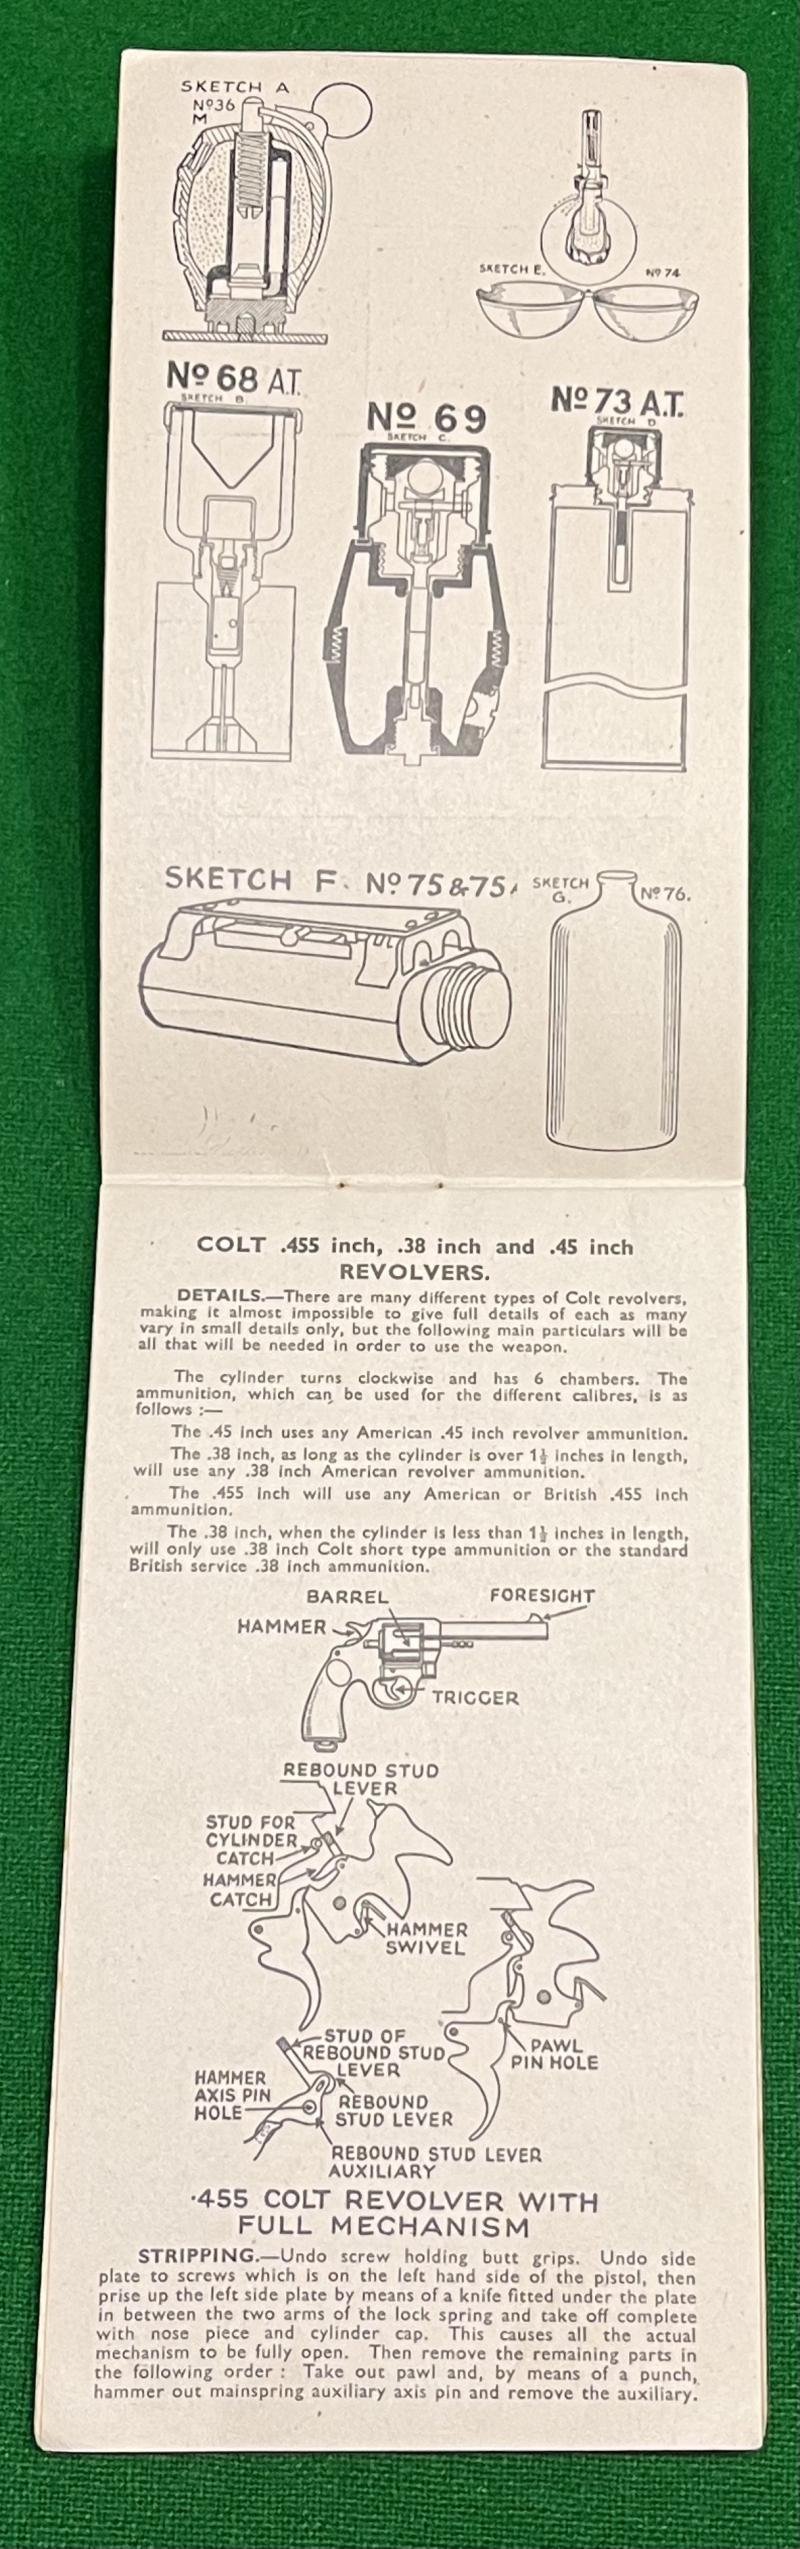 SKETCH A
Nº36
M
SKETCH E.
Nº 74
Nº 68 A.T.
SKETCH B.
Nº 69
SKETCH C.
Nº 73 A.T.
SKETCH D
SKETCH F. Nº 75 & 75A
SKETCH
G.
Nº 76.
COLT .455 inch, .38 inch and .45 inch
REVOLVERS.
DETAILS.—There are many different types of Colt revolvers,
making it almost impossible to give full details of each as many
vary in small details only, but the following main particulars will be
all that will be needed in order to use the weapon.
The cylinder turns clockwise and has 6 chambers. The
ammunition, which can be used for the different calibres, is as
follows :—
The .45 inch uses any American .45 inch revolver ammunition.
The .38 inch, as long as the cylinder is over 1½ inches in length,
will use any .38 inch American revolver ammunition.
The .455 inch will use any American or British .455 inch
ammunition.
The .38 inch, when the cylinder is less than 1½ inches in length,
will only use .38 inch Colt short type ammunition or the standard
British service .38 inch ammunition.
BARREL
FORESIGHT
HAMMER
TRIGGER
REBOUND STUD
LEVER
STUD FOR
CYLINDER
CATCH
HAMMER
CATCH
HAMMER
SWIVEL
STUD OF
REBOUND STUD
LEVER
PAWL
PIN HOLE
HAMMER
AXIS PIN
HOLE
REBOUND
STUD LEVER
REBOUND STUD LEVER
AUXILIARY
·455 COLT REVOLVER WITH
FULL MECHANISM
STRIPPING.—Undo screw holding butt grips. Undo side
plate to screws which is on the left hand side of the pistol, then
prise up the left side plate by means of a knife fitted under the plate
in between the two arms of the lock spring and take off complete
with nose piece and cylinder cap. This causes all the actual
mechanism to be fully open. Then remove the remaining parts in
the following order : Take out pawl and, by means of a punch,
hammer out mainspring auxiliary axis pin and remove the auxiliary.